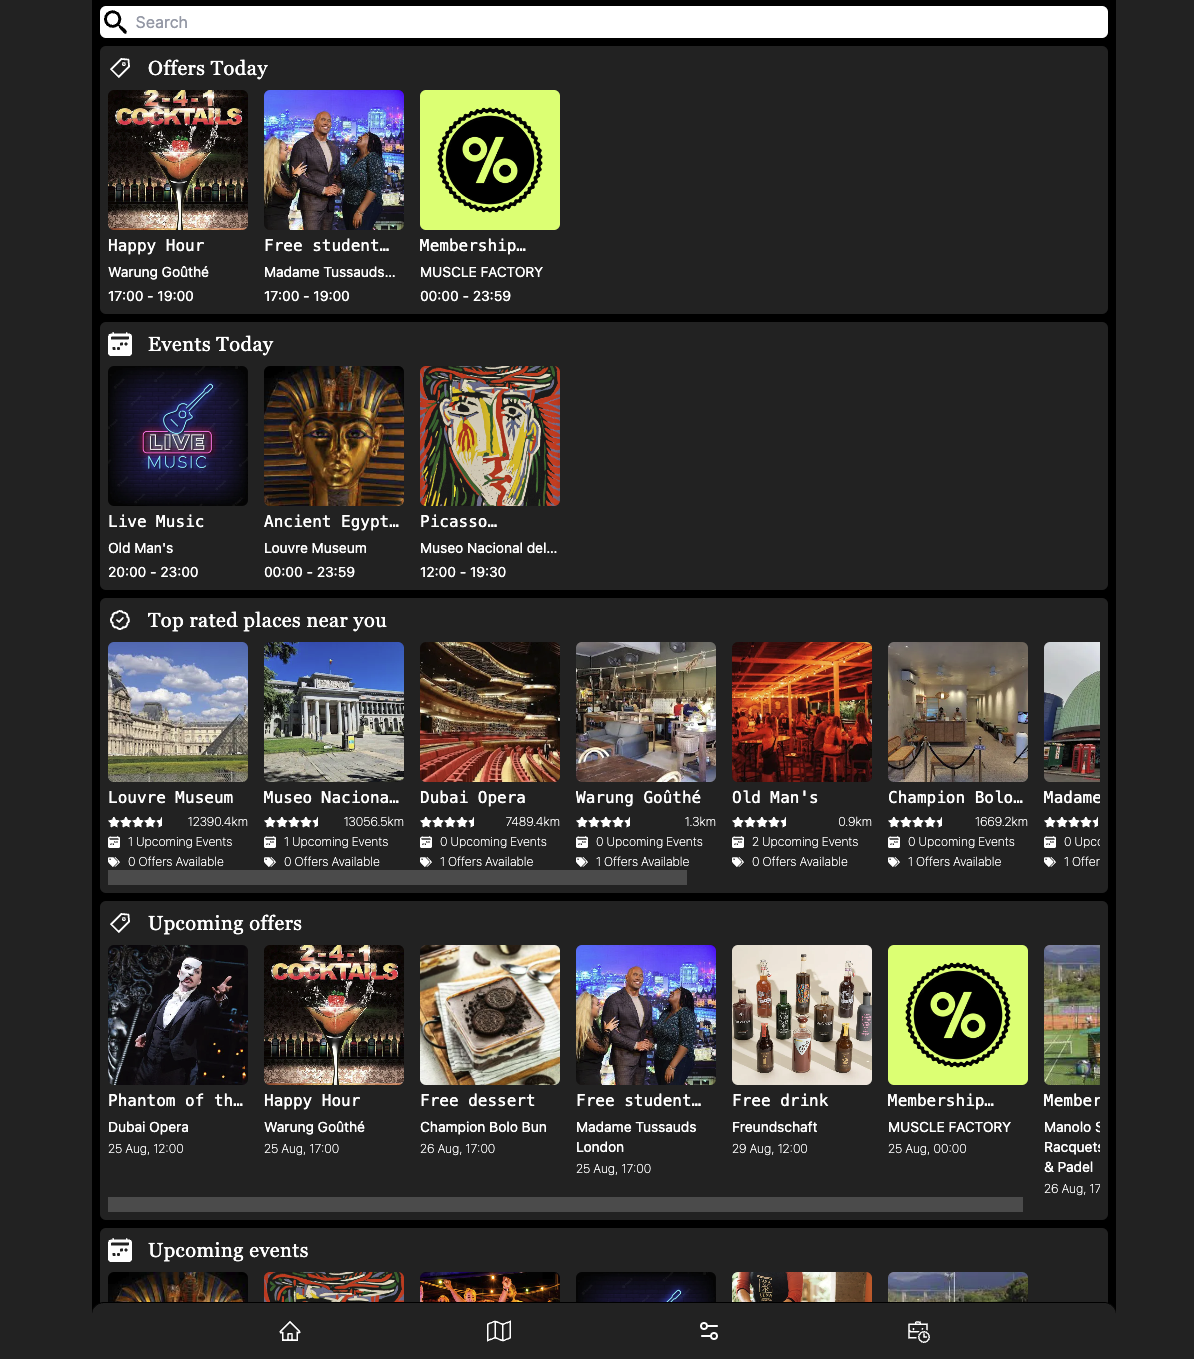 Search
Offers Today
2-4-1
COCKTAILS
%
Happy Hour
Free student…
Membership…
Warung Goûthé
Madame Tussauds…
MUSCLE FACTORY
17:00 - 19:00
17:00 - 19:00
00:00 - 23:59
Events Today
LIVE
MUSIC
Live Music
Ancient Egypt…
Picasso…
Old Man's
Louvre Museum
Museo Nacional del…
20:00 - 23:00
00:00 - 23:59
12:00 - 19:30
Top rated places near you
Louvre Museum
Museo Naciona…
Dubai Opera
Warung Goûthé
Old Man's
Champion Bolo…
Madame
12390.4km
13056.5km
7489.4km
1.3km
0.9km
1669.2km
1 Upcoming Events
1 Upcoming Events
0 Upcoming Events
0 Upcoming Events
2 Upcoming Events
0 Upcoming Events
0 Upco
0 Offers Available
0 Offers Available
1 Offers Available
1 Offers Available
0 Offers Available
1 Offers Available
1 Offer
Upcoming offers
2-4-1
COCKTAILS
%
Phantom of th…
Happy Hour
Free dessert
Free student…
Free drink
Membership…
Member
Dubai Opera
Warung Goûthé
Champion Bolo Bun
Madame Tussauds
London
Freundschaft
MUSCLE FACTORY
Manolo S
Racquets
& Padel
25 Aug, 12:00
25 Aug, 17:00
26 Aug, 17:00
25 Aug, 17:00
29 Aug, 12:00
25 Aug, 00:00
26 Aug, 17
Upcoming events